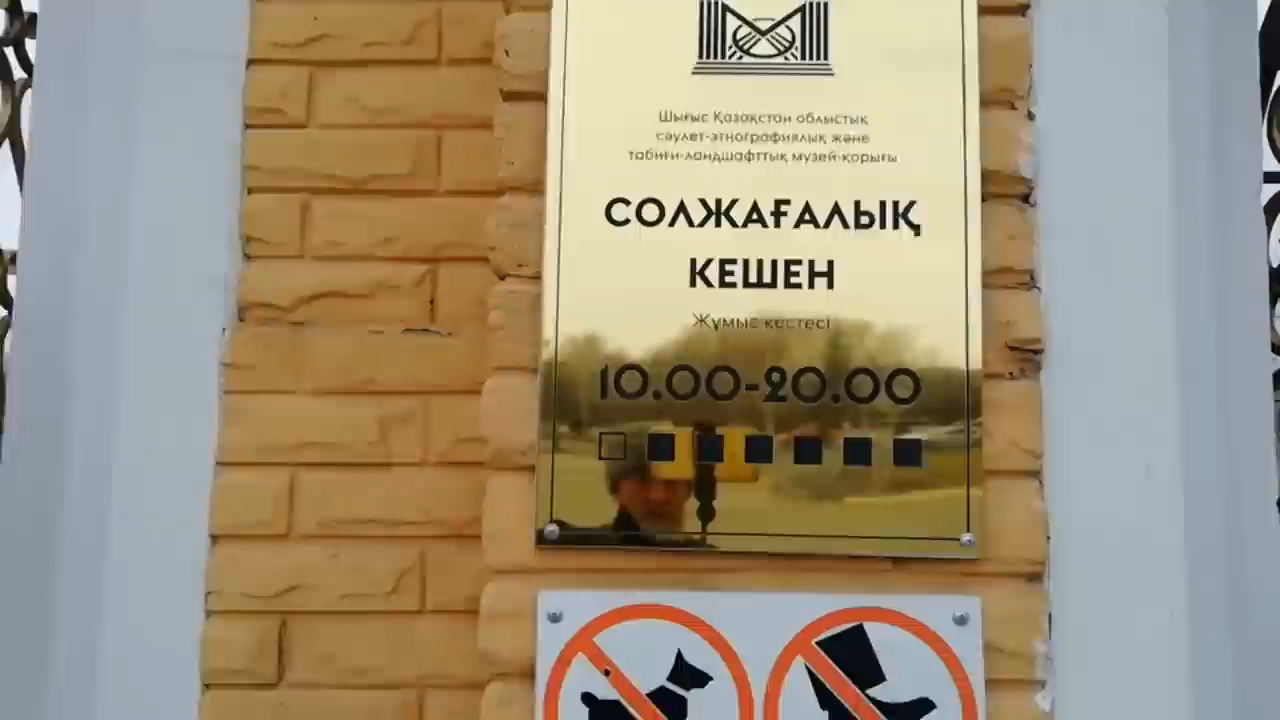 Шығыс Қазақстан облыстық
сәулет-этнографиялық және
табиғи-ландшафттық музей-қорығы
СОЛЖАҒАЛЫҚ
КЕШЕН
Жұмыс кестесі
10.00-20.00